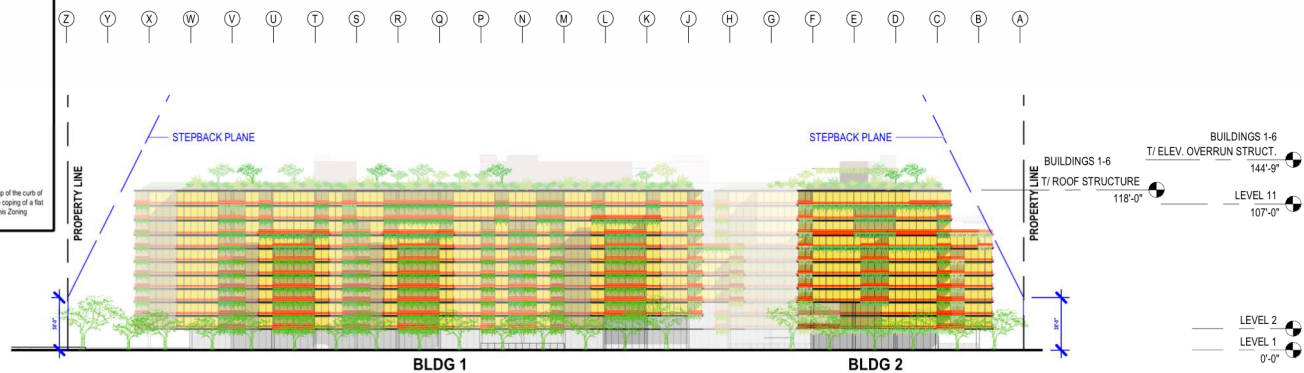 Z Y X W V U T S R Q P N M L K J H G F E D C B A
STEPBACK PLANE
STEPBACK PLANE
PROPERTY LINE
PROPERTY LINE
p of the curb of
coping of a flat
his Zoning
BUILDINGS 1-6
T/ ELEV. OVERRUN STRUCT.
144'-9"
BUILDINGS 1-6
T/ ROOF STRUCTURE
118'-0"
LEVEL 11
107'-0"
LEVEL 2
LEVEL 1
0'-0"
BLDG 1
BLDG 2